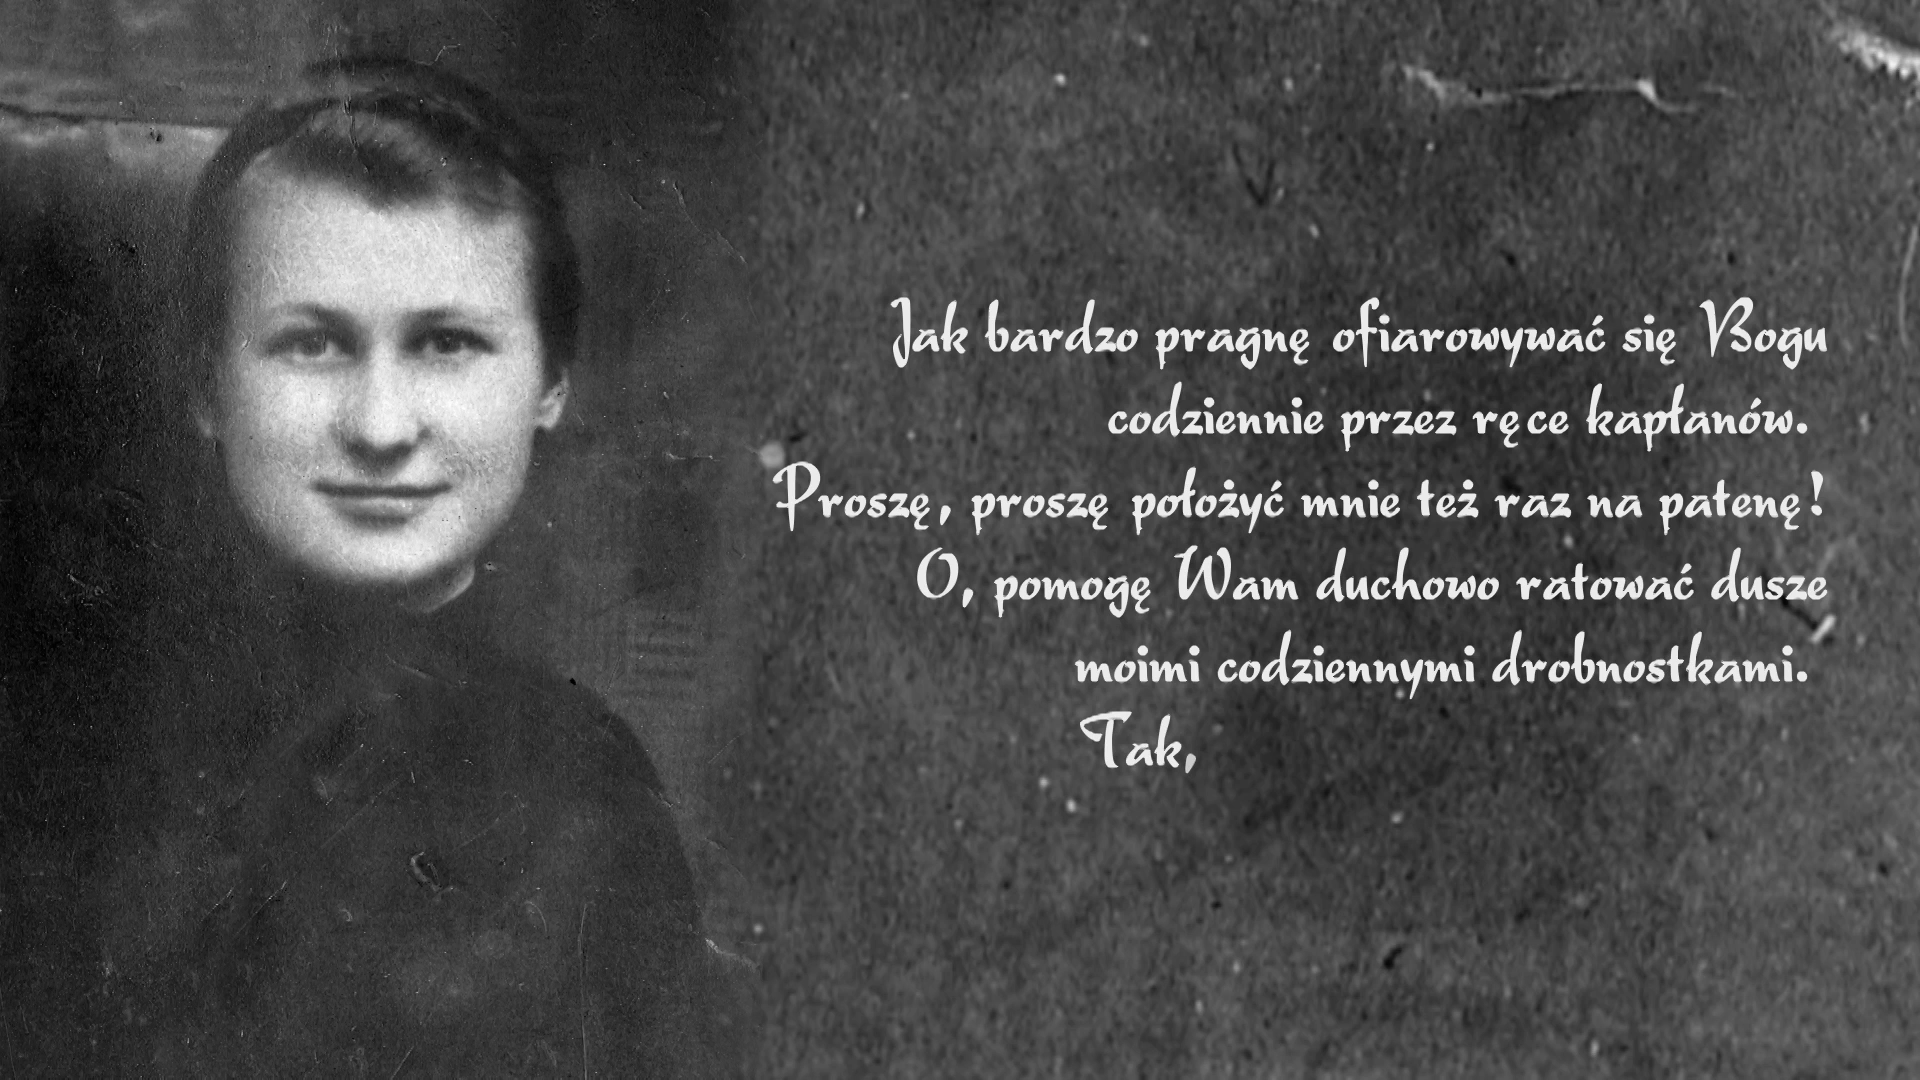 Jak bardzo pragnę ofiarowywać się Bogu
codziennie przez ręce kapłanów.
Proszę, proszę położyć mnie też raz na patenę!
O, pomogę Wam duchowo ratować dusze
moimi codziennymi drobnostkami.
Tak,